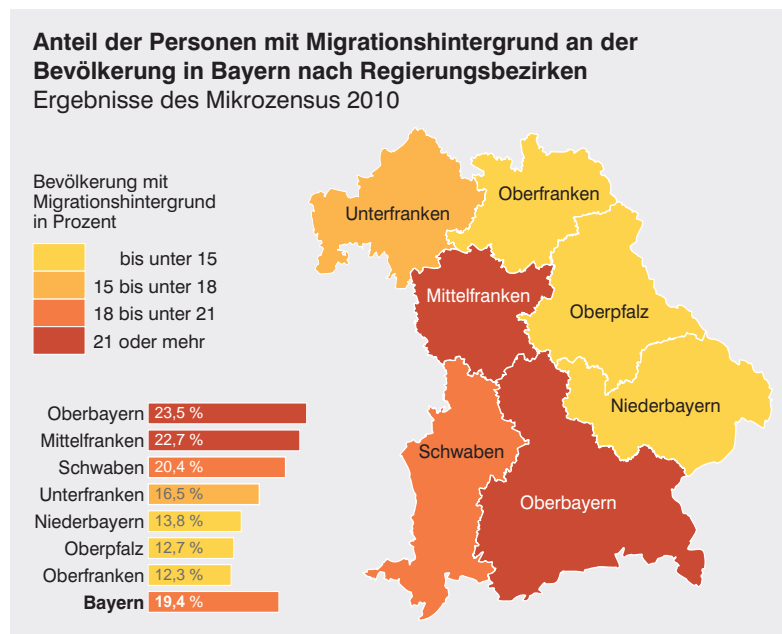 Anteil der Personen mit Migrationshintergrund an der
Bevölkerung in Bayern nach Regierungsbezirken
Ergebnisse des Mikrozensus 2010
Bevölkerung mit
Migrationshintergrund
in Prozent
bis unter 15
15 bis unter 18
18 bis unter 21
21 oder mehr
Oberbayern 23,5 %
Mittelfranken 22,7 %
Schwaben 20,4 %
Unterfranken 16,5 %
Niederbayern 13,8 %
Oberpfalz 12,7 %
Oberfranken 12,3 %
Bayern 19,4 %
Oberfranken
Unterfranken
Mittelfranken
Oberpfalz
Niederbayern
Schwaben
Oberbayern